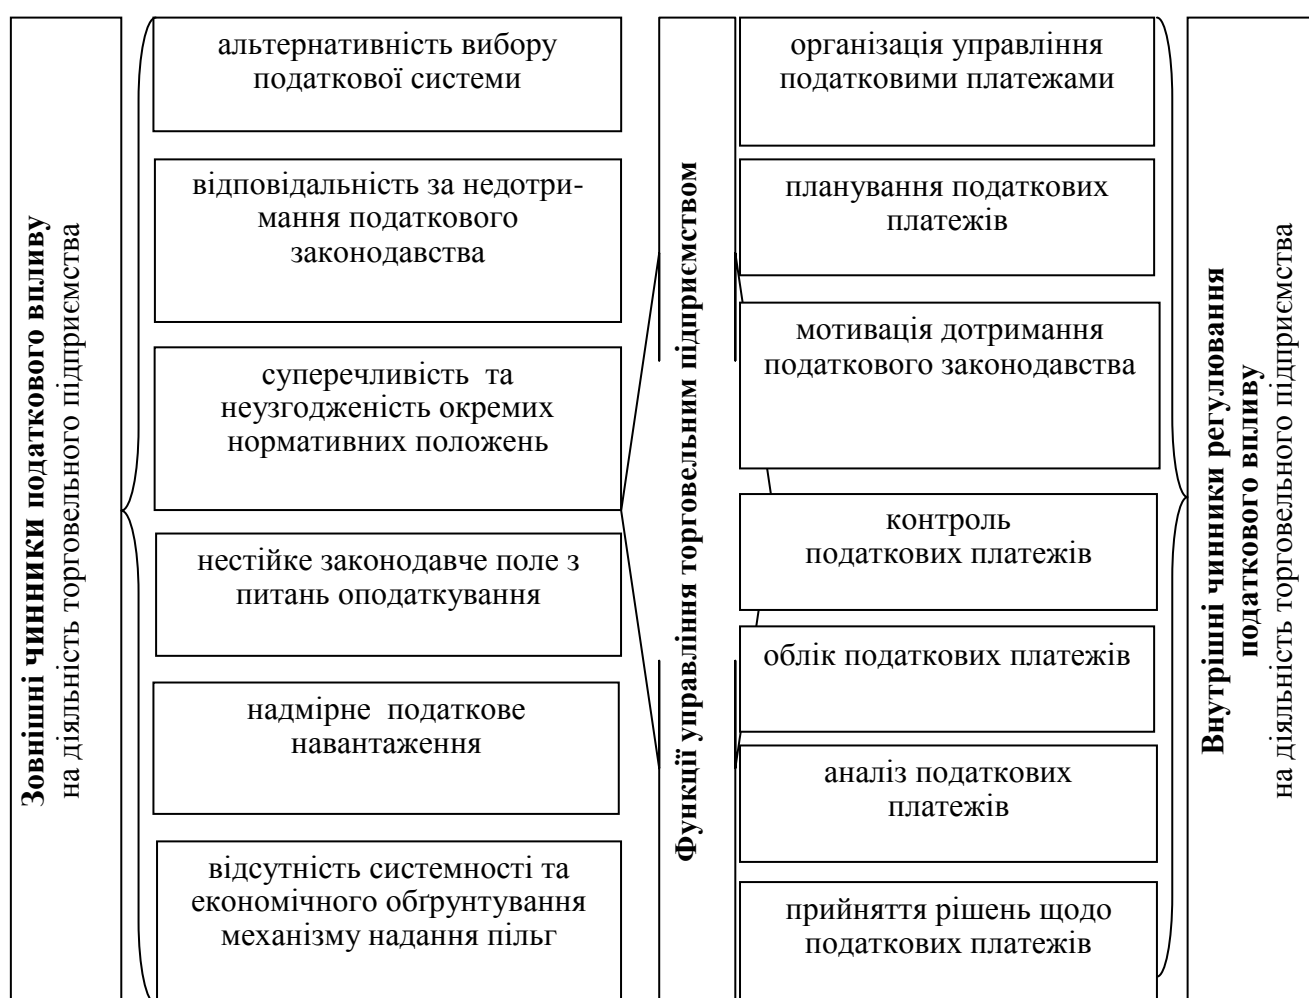 Зовнішні чинники податкового впливу
на діяльність торговельного підприємства
альтернативність вибору
податкової системи
відповідальність за недотри-
мання податкового
законодавства
суперечливість та
неузгодженість окремих
нормативних положень
нестійке законодавче поле з
питань оподаткування
надмірне податкове
навантаження
відсутність системності та
економічного обґрунтування
механізму надання пільг
Функції управління торговельним підприємством
організація управління
податковими платежами
планування податкових
платежів
мотивація дотримання
податкового законодавства
контроль
податкових платежів
облік податкових платежів
аналіз податкових
платежів
прийняття рішень щодо
податкових платежів
Внутрішні чинники регулювання
податкового впливу
на діяльність торговельного підприємства